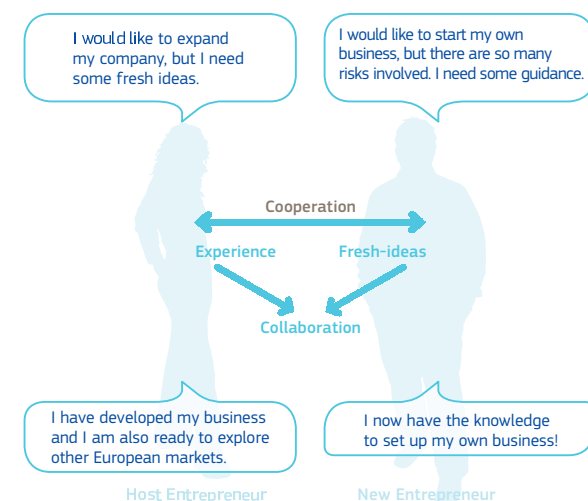 I would like to expand
my company, but I need
some fresh ideas.
I would like to start my own
business, but there are so many
risks involved. I need some guidance.
Cooperation
Experience
Fresh-ideas
Collaboration
I have developed my business
and I am also ready to explore
other European markets.
I now have the knowledge
to set up my own business!
Host Entrepreneur
New Entrepreneur